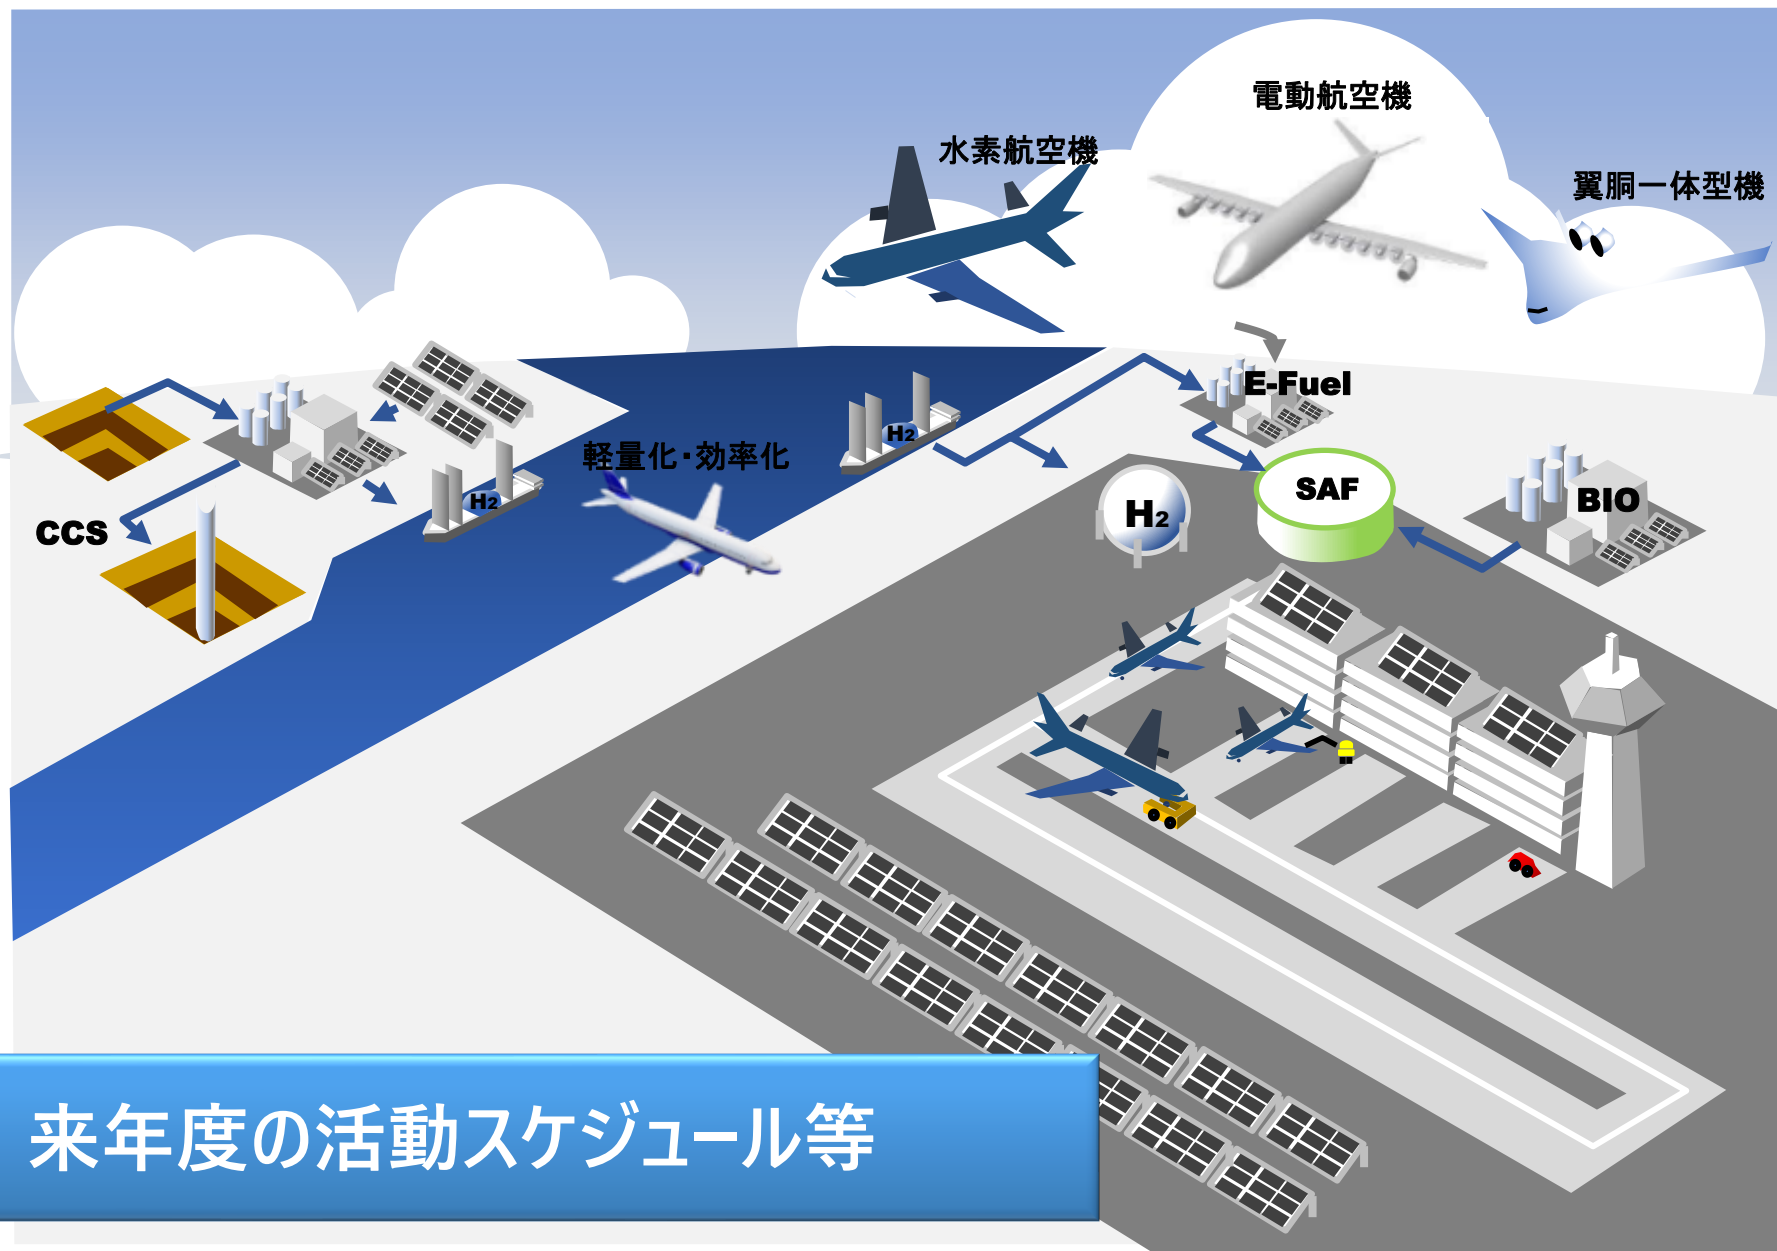 電動航空機
水素航空機
翼胴一体型機
E-Fuel
H2
軽量化・効率化
H2
SAF
BIO
H2
CCS
来年度の活動スケジュール等